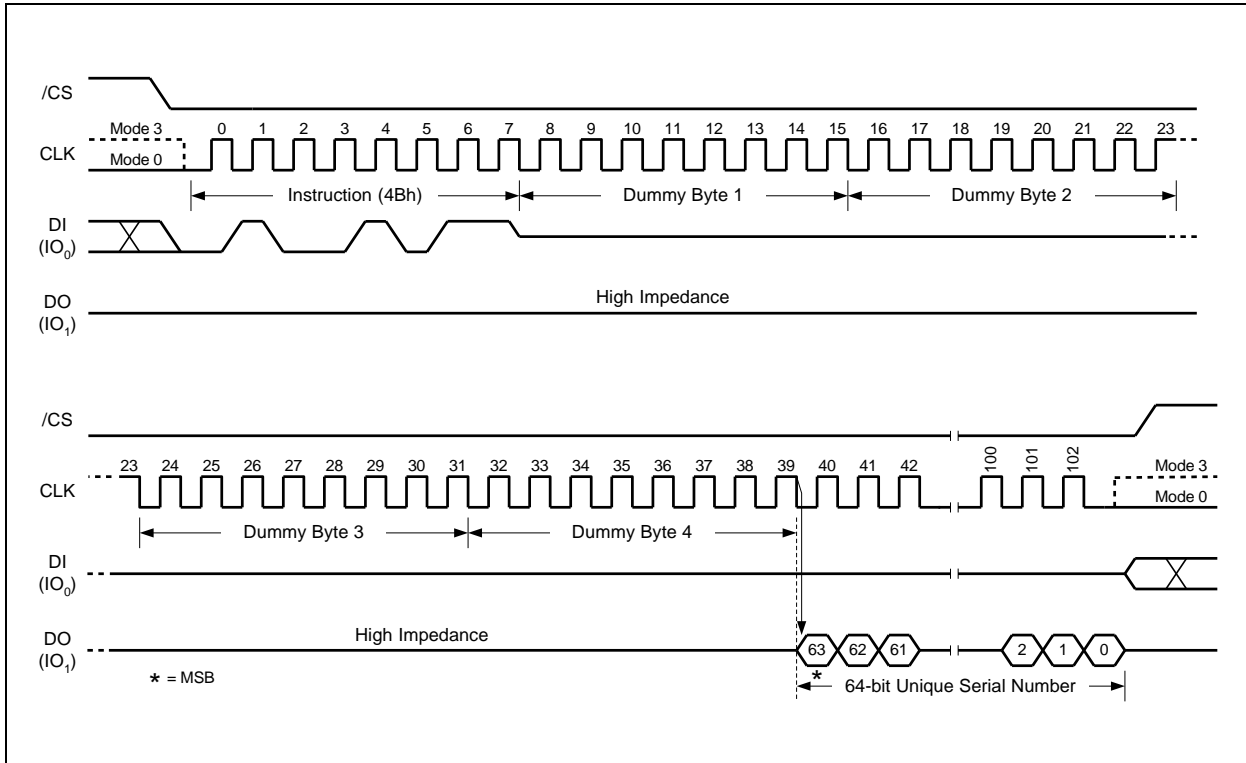 /CS
Mode 3
0 1 2 3 4 5 6 7 8 9 10 11 12 13 14 15 16 17 18 19 20 21 22 23
CLK
Mode 0
Instruction (4Bh)
Dummy Byte 1
Dummy Byte 2
DI
(IO0)
High Impedance
DO
(IO1)
/CS
23 24 25 26 27 28 29 30 31 32 33 34 35 36 37 38 39 40 41 42 100 101 102
Mode 3
CLK
Mode 0
Dummy Byte 3
Dummy Byte 4
DI
(IO0)
High Impedance
DO
(IO1)
63 62 61 2 1 0
* = MSB
*
64-bit Unique Serial Number